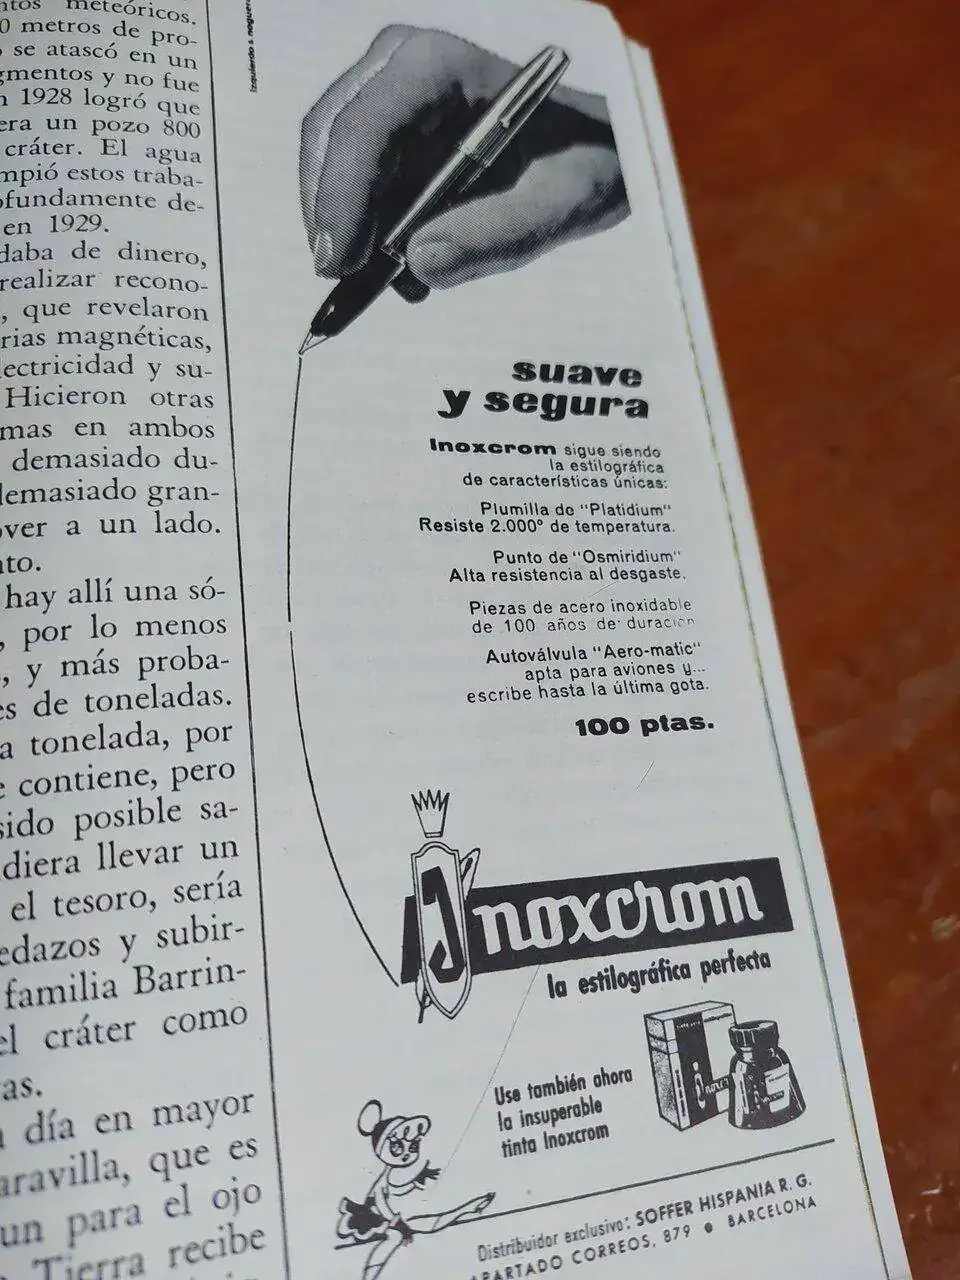 ntos meteóricos.
0 metros de pro-
se atascó en un
gmentos y no fue
1928 logró que
era un pozo 800
cráter. El agua
mpió estos traba-
ofundamente de-
en 1929.
daba de dinero,
realizar recono-
, que revelaron
rias magnéticas,
lectricidad y su-
Hicieron otras
mas en ambos
demasiado du-
demasiado gran-
over a un lado.
nto.
hay allí una só-
, por lo menos
, y más proba-
es de toneladas.
a tonelada, por
e contiene, pero
sido posible sa-
diera llevar un
el tesoro, sería
edazos y subir-
familia Barrin-
el cráter como
as.
día en mayor
aravilla, que es
un para el ojo
Tierra recibe
Izquierdo & noguera
suave
y segura
Inoxcrom sigue siendo
la estilográfica
de características únicas:
Plumilla de "Platidium"
Resiste 2.000° de temperatura.
Punto de "Osmiridium"
Alta resistencia al desgaste.
Piezas de acero inoxidable
de 100 años de duración
Autoválvula "Aero-matic"
apta para aviones y...
escribe hasta la última gota.
100 ptas.
Inoxcrom
la estilográfica perfecta
Use también ahora
la insuperable
tinta Inoxcrom
Distribuidor exclusivo: SOFFER HISPANIA R. G.
APARTADO CORREOS, 879 • BARCELONA